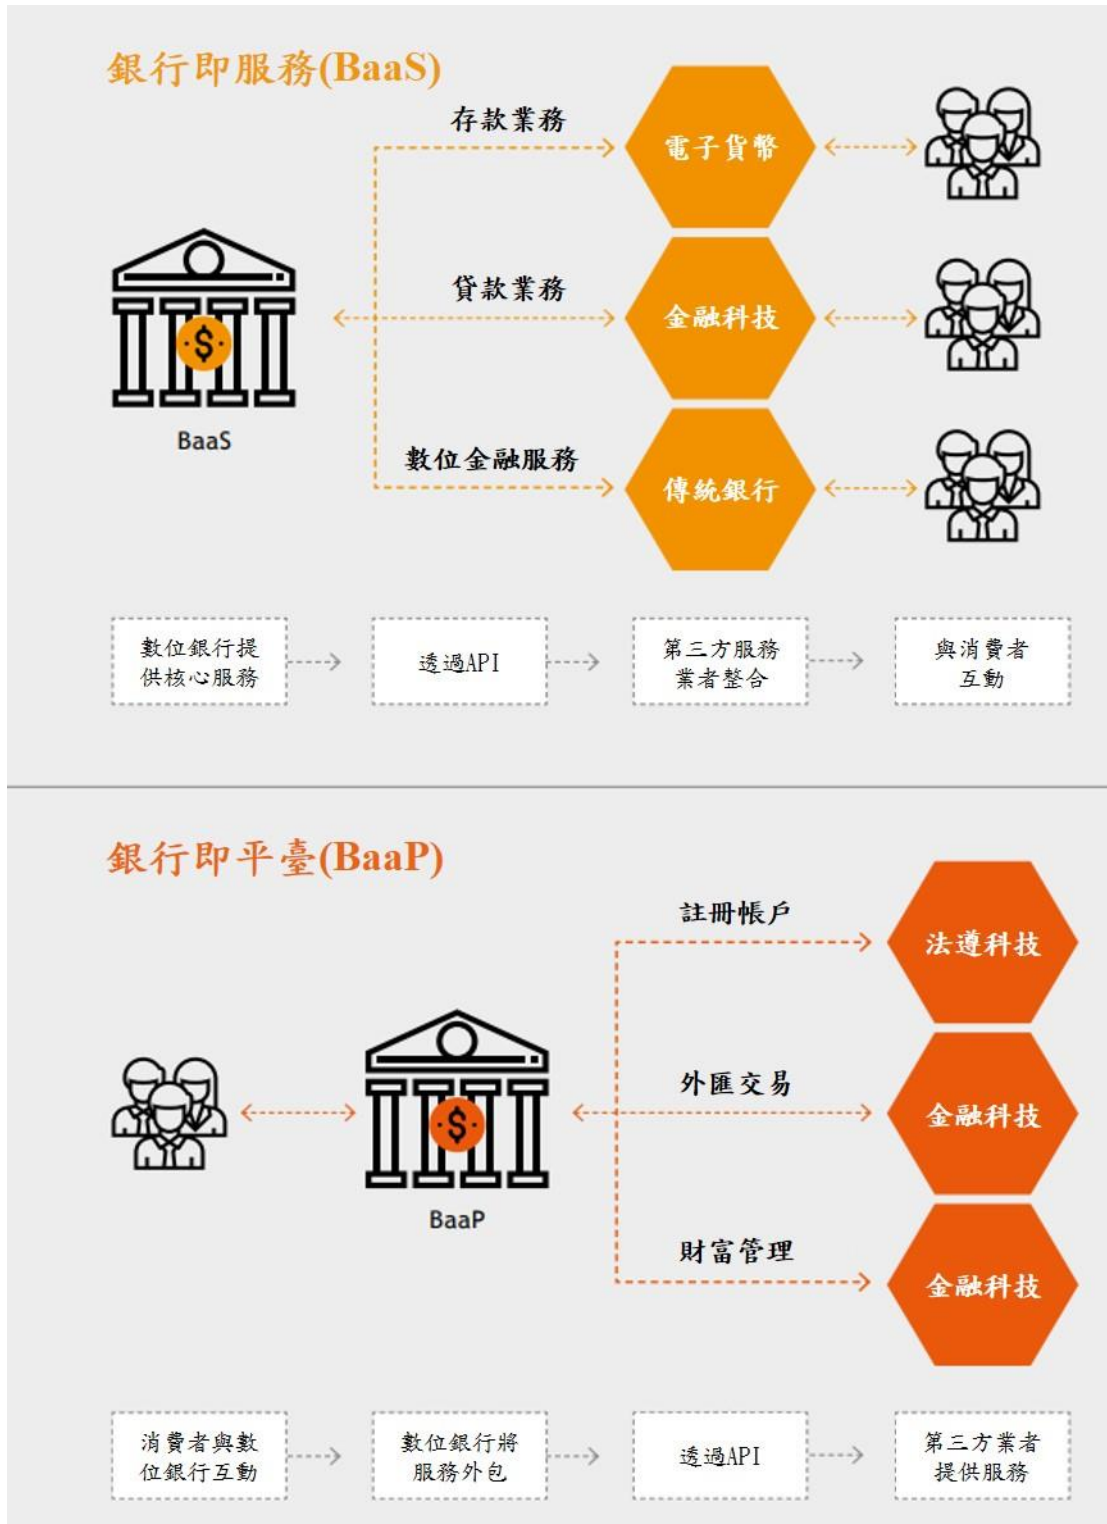 銀行即服務(BaaS)
存款業務
電子貨幣
貸款業務
金融科技
BaaS
數位金融服務
傳統銀行
數位銀行提
供核心服務
透過API
第三方服務
業者整合
與消費者
互動
銀行即平臺(BaaP)
註冊帳戶
法遵科技
外匯交易
金融科技
BaaP
財富管理
金融科技
消費者與數
位銀行互動
數位銀行將
服務外包
透過API
第三方業者
提供服務